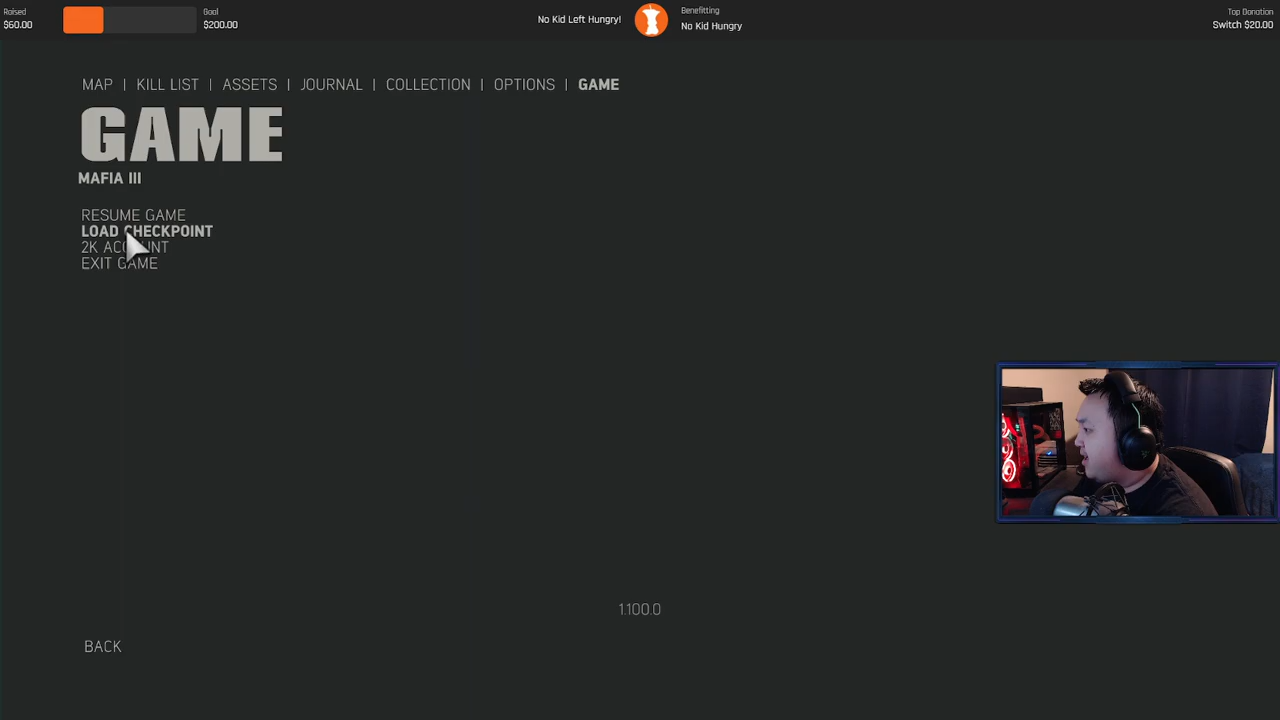 Raised
$60.00
Goal
$200.00
No Kid Left Hungry!
Benefitting
No Kid Hungry
Top Donation
Switch $20.00
MAP | KILL LIST | ASSETS | JOURNAL | COLLECTION | OPTIONS | GAME
GAME
MAFIA III
RESUME GAME
LOAD CHECKPOINT
2K ACCOUNT
EXIT GAME
1.100.0
BACK